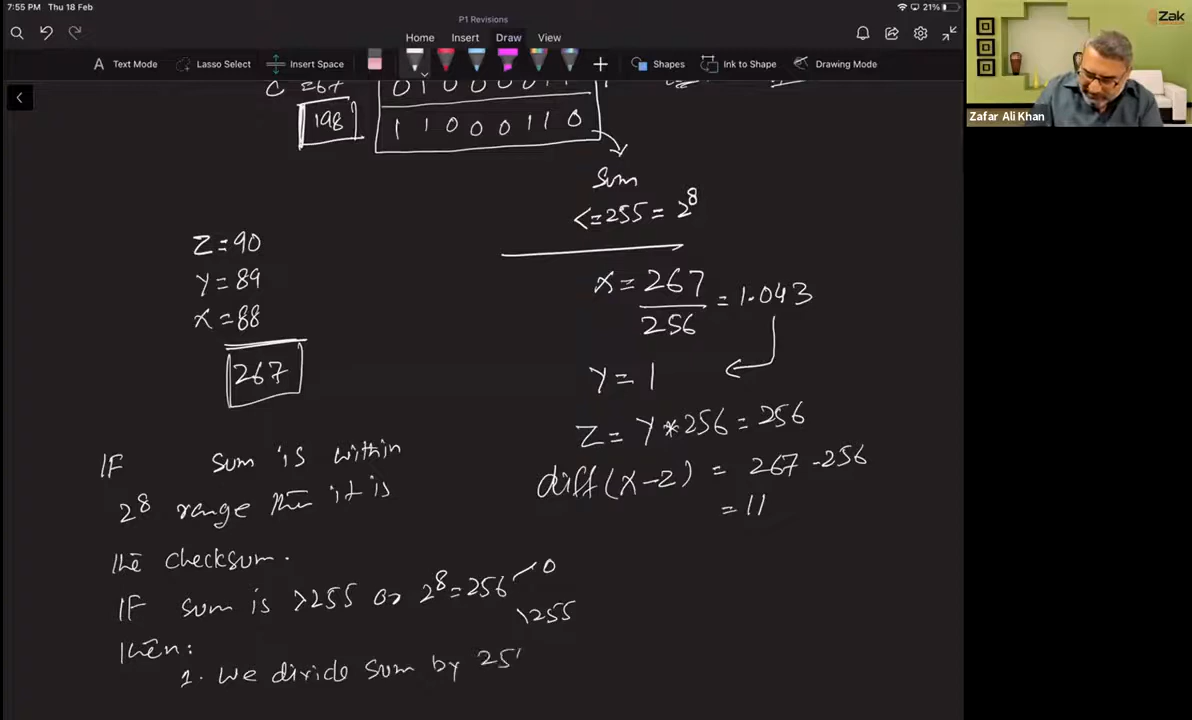 7:55 PM Thu 18 Feb
21%
P1 Revisions
Home Insert Draw View
Text Mode Lasso Select Insert Space Shapes Ink to Shape Drawing Mode
Zak
Zafar Ali Khan
C = 267
198
1 1 0 0 0 1 1 0
Sum
<=255 = 2^8
Z=90
Y=89
X=88
267
X = 267/256 = 1.043
Y = 1
Z = Y*256 = 256
diff(X-Z) = 267 -256
= 11
IF sum is within
2^8 range then it is
the checksum.
IF sum is >255 or 2^8=256
0
255
Then:
1. We divide sum by 25